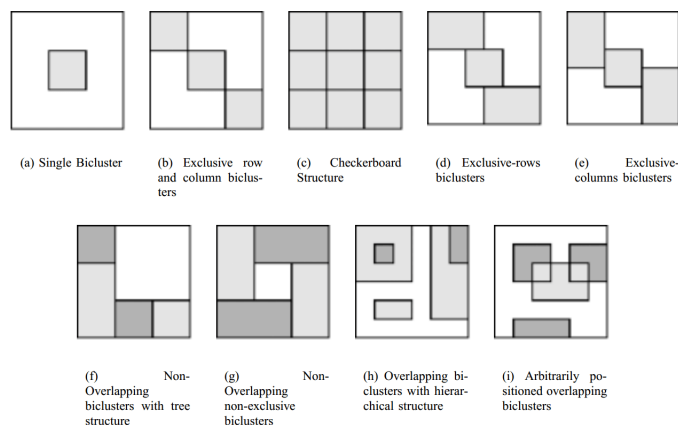 (a) Single Bicluster
(b) Exclusive row
and column biclus-
ters
(c) Checkerboard
Structure
(d) Exclusive-rows
biclusters
(e) Exclusive-
columns biclusters
(f) Non-
Overlapping
biclusters with tree
structure
(g) Non-
Overlapping
non-exclusive
biclusters
(h) Overlapping bi-
clusters with hierar-
chical structure
(i) Arbitrarily po-
sitioned overlapping
biclusters